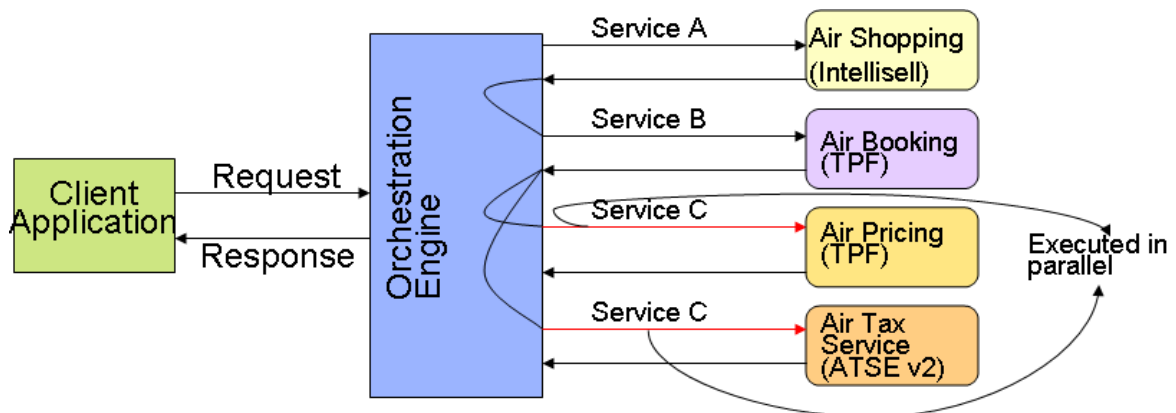 Client
Application
Request
Response
Orchestration
Engine
Service A
Air Shopping
(Intellisell)
Service B
Air Booking
(TPF)
Service C
Air Pricing
(TPF)
Service C
Air Tax
Service
(ATSE v2)
Executed in
parallel